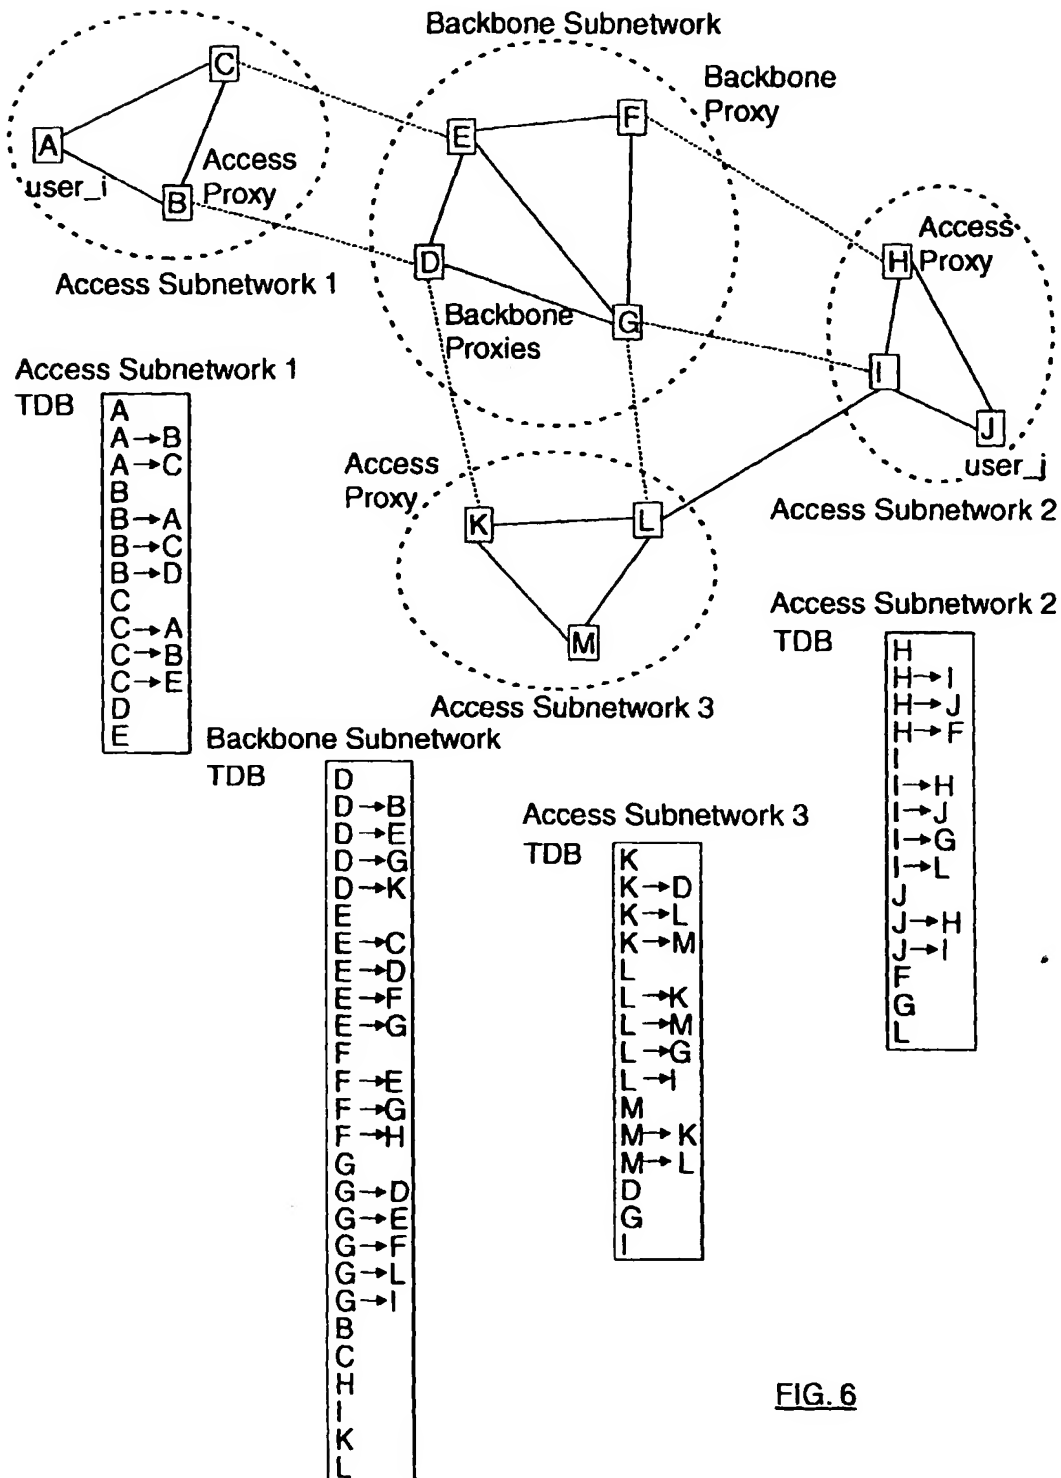 Backbone Subnetwork
Backbone
Proxy
C
E
F
A
user_i
Access
Proxy
B
D
Access Subnetwork 1
Backbone
Proxies
G
Access
Proxy
H
I
J
user_j
Access Subnetwork 2
Access
Proxy
K
L
M
Access Subnetwork 3
Access Subnetwork 1
TDB
A
A→B
A→C
B
B→A
B→C
B→D
C
C→A
C→B
C→E
D
E
Backbone Subnetwork
TDB
D
D→B
D→E
D→G
D→K
E
E→C
E→D
E→F
E→G
F
F→E
F→G
F→H
G
G→D
G→E
G→F
G→L
G→I
B
C
H
I
K
L
Access Subnetwork 3
TDB
K
K→D
K→L
K→M
L
L→K
L→M
L→G
L→I
M
M→K
M→L
D
G
I
Access Subnetwork 2
TDB
H
H→I
H→J
H→F
I
I→H
I→J
I→G
I→L
J
J→H
J→I
F
G
L
FIG. 6